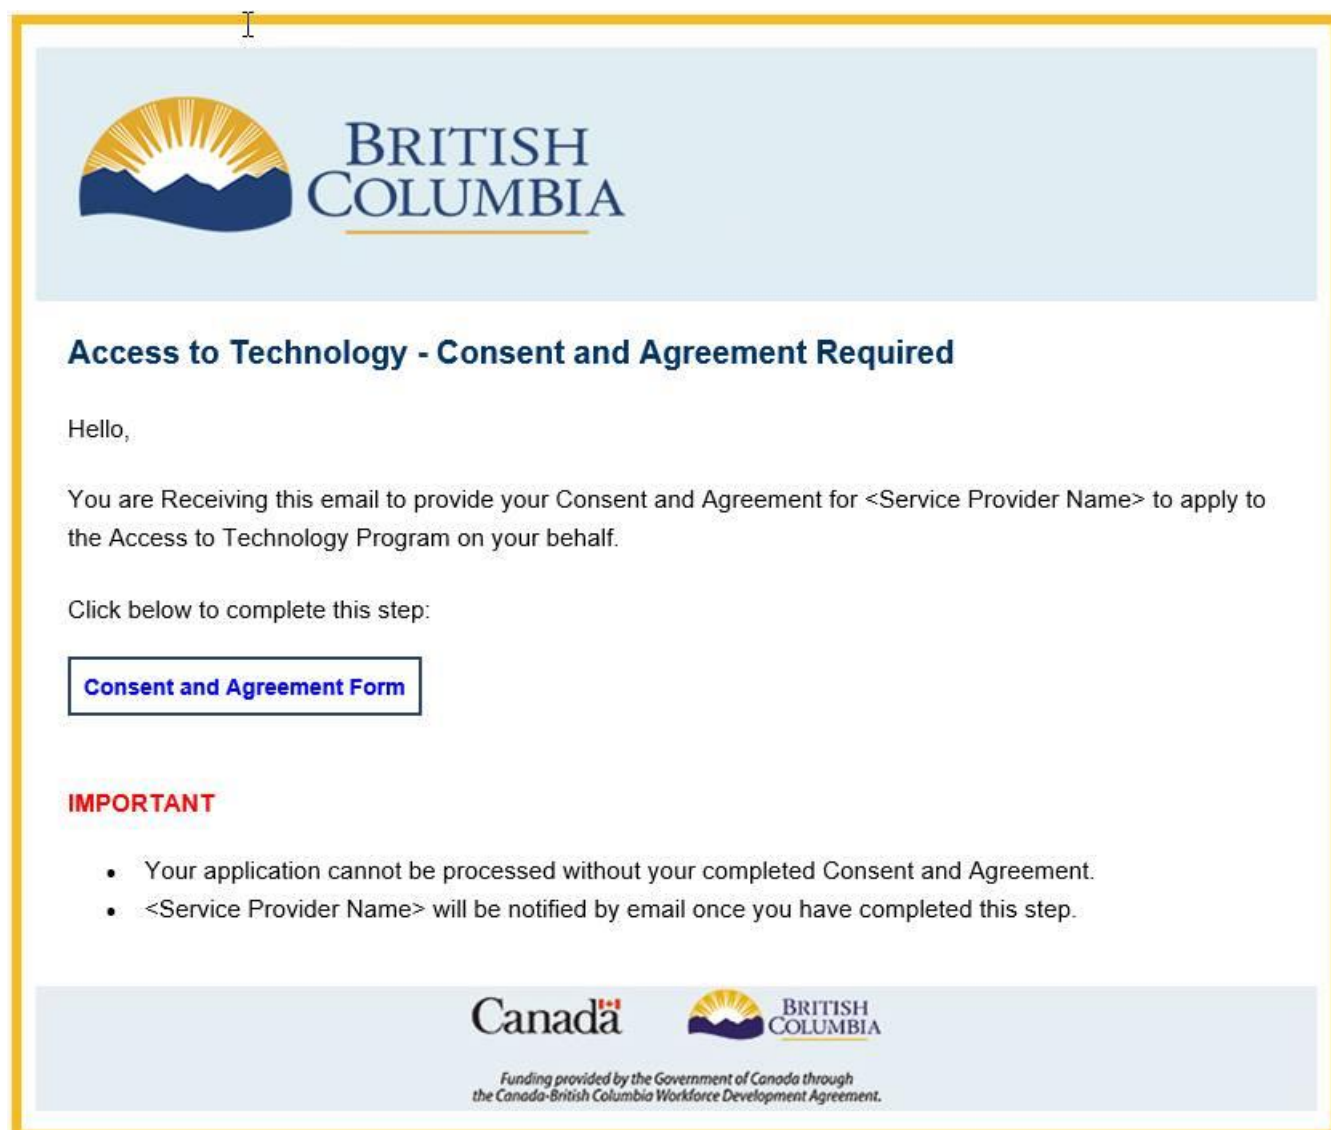 BRITISH
COLUMBIA
Access to Technology - Consent and Agreement Required
Hello,
You are Receiving this email to provide your Consent and Agreement for <Service Provider Name> to apply to
the Access to Technology Program on your behalf.
Click below to complete this step:
Consent and Agreement Form
IMPORTANT
• Your application cannot be processed without your completed Consent and Agreement.
• <Service Provider Name> will be notified by email once you have completed this step.
Canada
BRITISH
COLUMBIA
Funding provided by the Government of Canada through
the Canada-British Columbia Workforce Development Agreement.